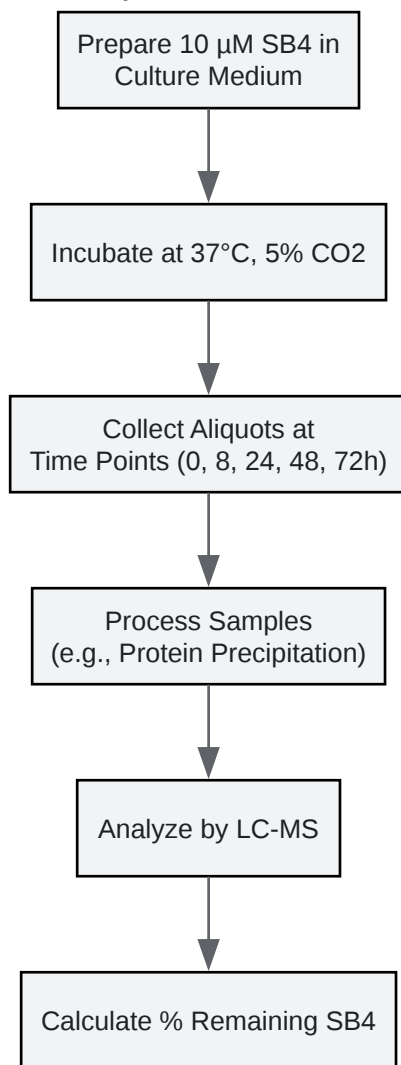 Prepare 10 µM SB4 in
Culture Medium
Incubate at 37°C, 5% CO2
Collect Aliquots at
Time Points (0, 8, 24, 48, 72h)
Process Samples
(e.g., Protein Precipitation)
Analyze by LC-MS
Calculate % Remaining SB4